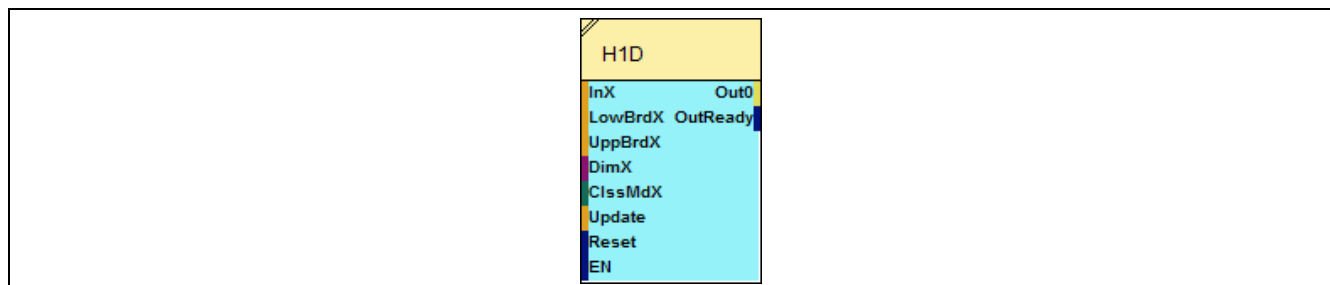 H1D
InX Out0
LowBrdX OutReady
UppBrdX
DimX
ClssMdX
Update
Reset
EN